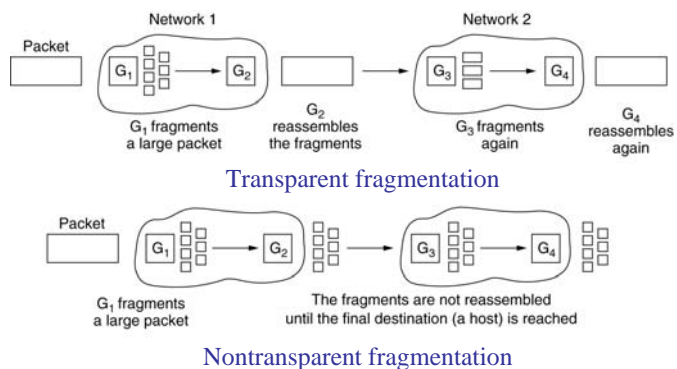 Network 1
Network 2
Packet
G1
G2
G3
G4
G1 fragments
a large packet
G2
reassembles
the fragments
G3 fragments
again
G4
reassembles
again
Transparent fragmentation
Packet
G1
G2
G3
G4
G1 fragments
a large packet
The fragments are not reassembled
until the final destination (a host) is reached
Nontransparent fragmentation